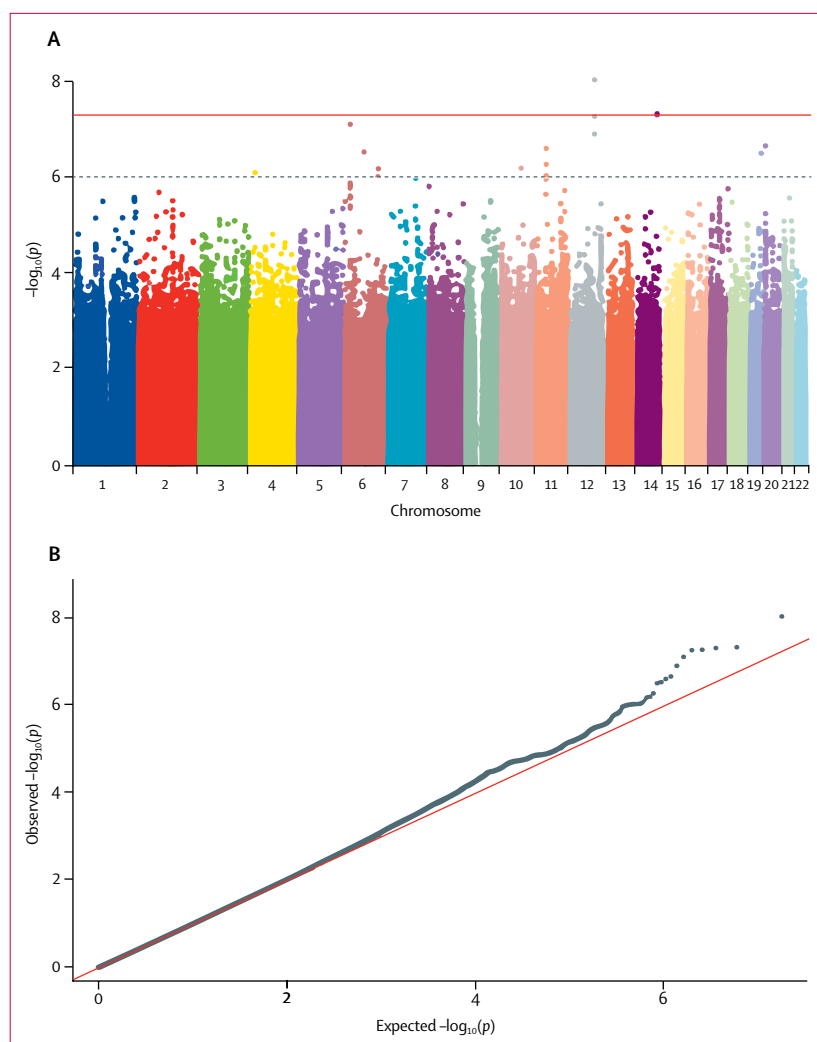 A
8
6
4
2
0
–log₁₀(p)
1 2 3 4 5 6 7 8 9 10 11 12 13 14 15 16 17 18 19 20 21 22
Chromosome
B
8
6
4
2
0
Observed –log₁₀(p)
0 2 4 6
Expected –log₁₀(p)